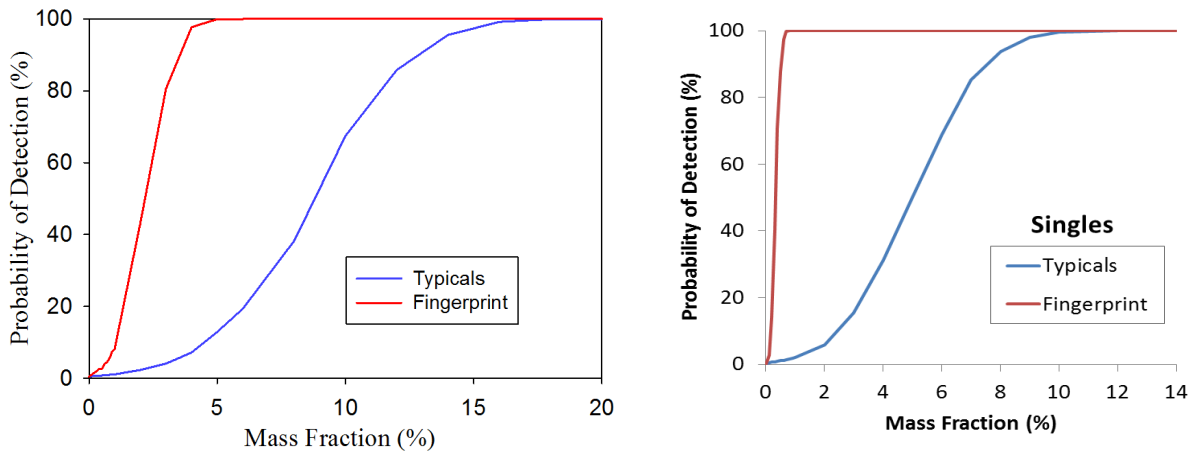 Probability of Detection (%)
100
80
60
40
20
0
Typicals
Fingerprint
0 5 10 15 20
Mass Fraction (%)
Probability of Detection (%)
100
80
60
40
20
0
Singles
Typicals
Fingerprint
0 2 4 6 8 10 12 14
Mass Fraction (%)